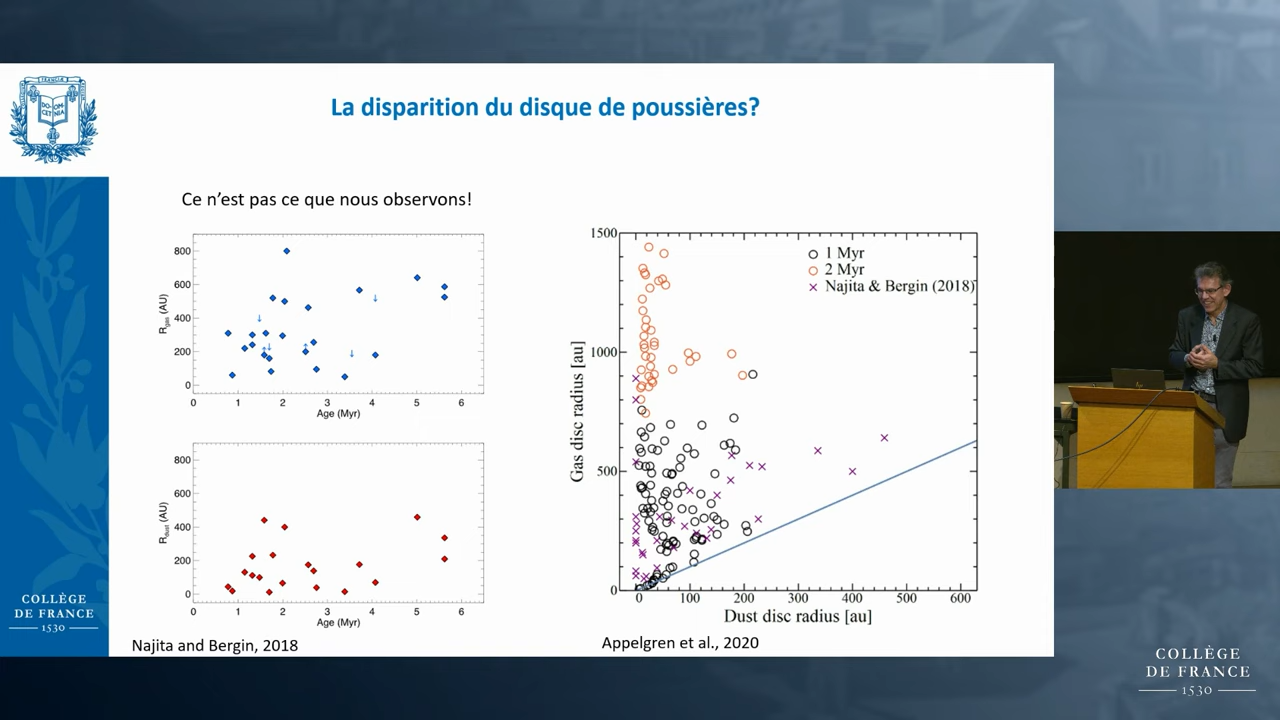 La disparition du disque de poussières?
Ce n'est pas ce que nous observons!
800
600
400
200
0
R gas (AU)
0 1 2 3 4 5 6
Age (Myr)
800
600
400
200
0
R dust (AU)
0 1 2 3 4 5 6
Age (Myr)
Najita and Bergin, 2018
1500
1000
500
0
Gas disc radius [au]
1 Myr
2 Myr
Najita & Bergin (2018)
0 100 200 300 400 500 600
Dust disc radius [au]
Appelgren et al., 2020
COLLÈGE
DE FRANCE
1530
COLLÈGE
DE FRANCE
1530